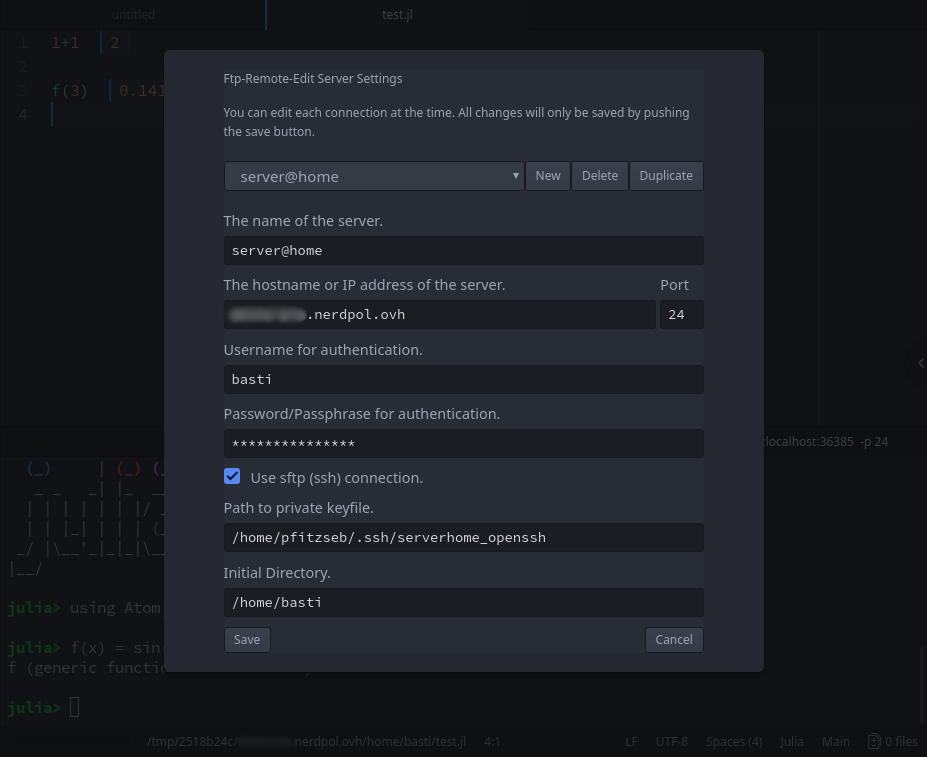 untitled
test.jl
1 1+1 2
2
3 f(3) 0.141
4
Ftp-Remote-Edit Server Settings
You can edit each connection at the time. All changes will only be saved by pushing
the save button.
server@home New Delete Duplicate
The name of the server.
server@home
The hostname or IP address of the server. Port
.nerdpol.ovh 24
Username for authentication.
basti
Password/Passphrase for authentication.
***************
localhost:36385 -p 24
Use sftp (ssh) connection.
Path to private keyfile.
/home/pfitzseb/.ssh/serverhome_openssh
Initial Directory.
/home/basti
Save Cancel
julia> using Atom
julia> f(x) = sin
f (generic functio
julia>
/tmp/2518b24c/ .nerdpol.ovh/home/basti/test.jl 4:1 LF UTF-8 Spaces (4) Julia Main 0 files